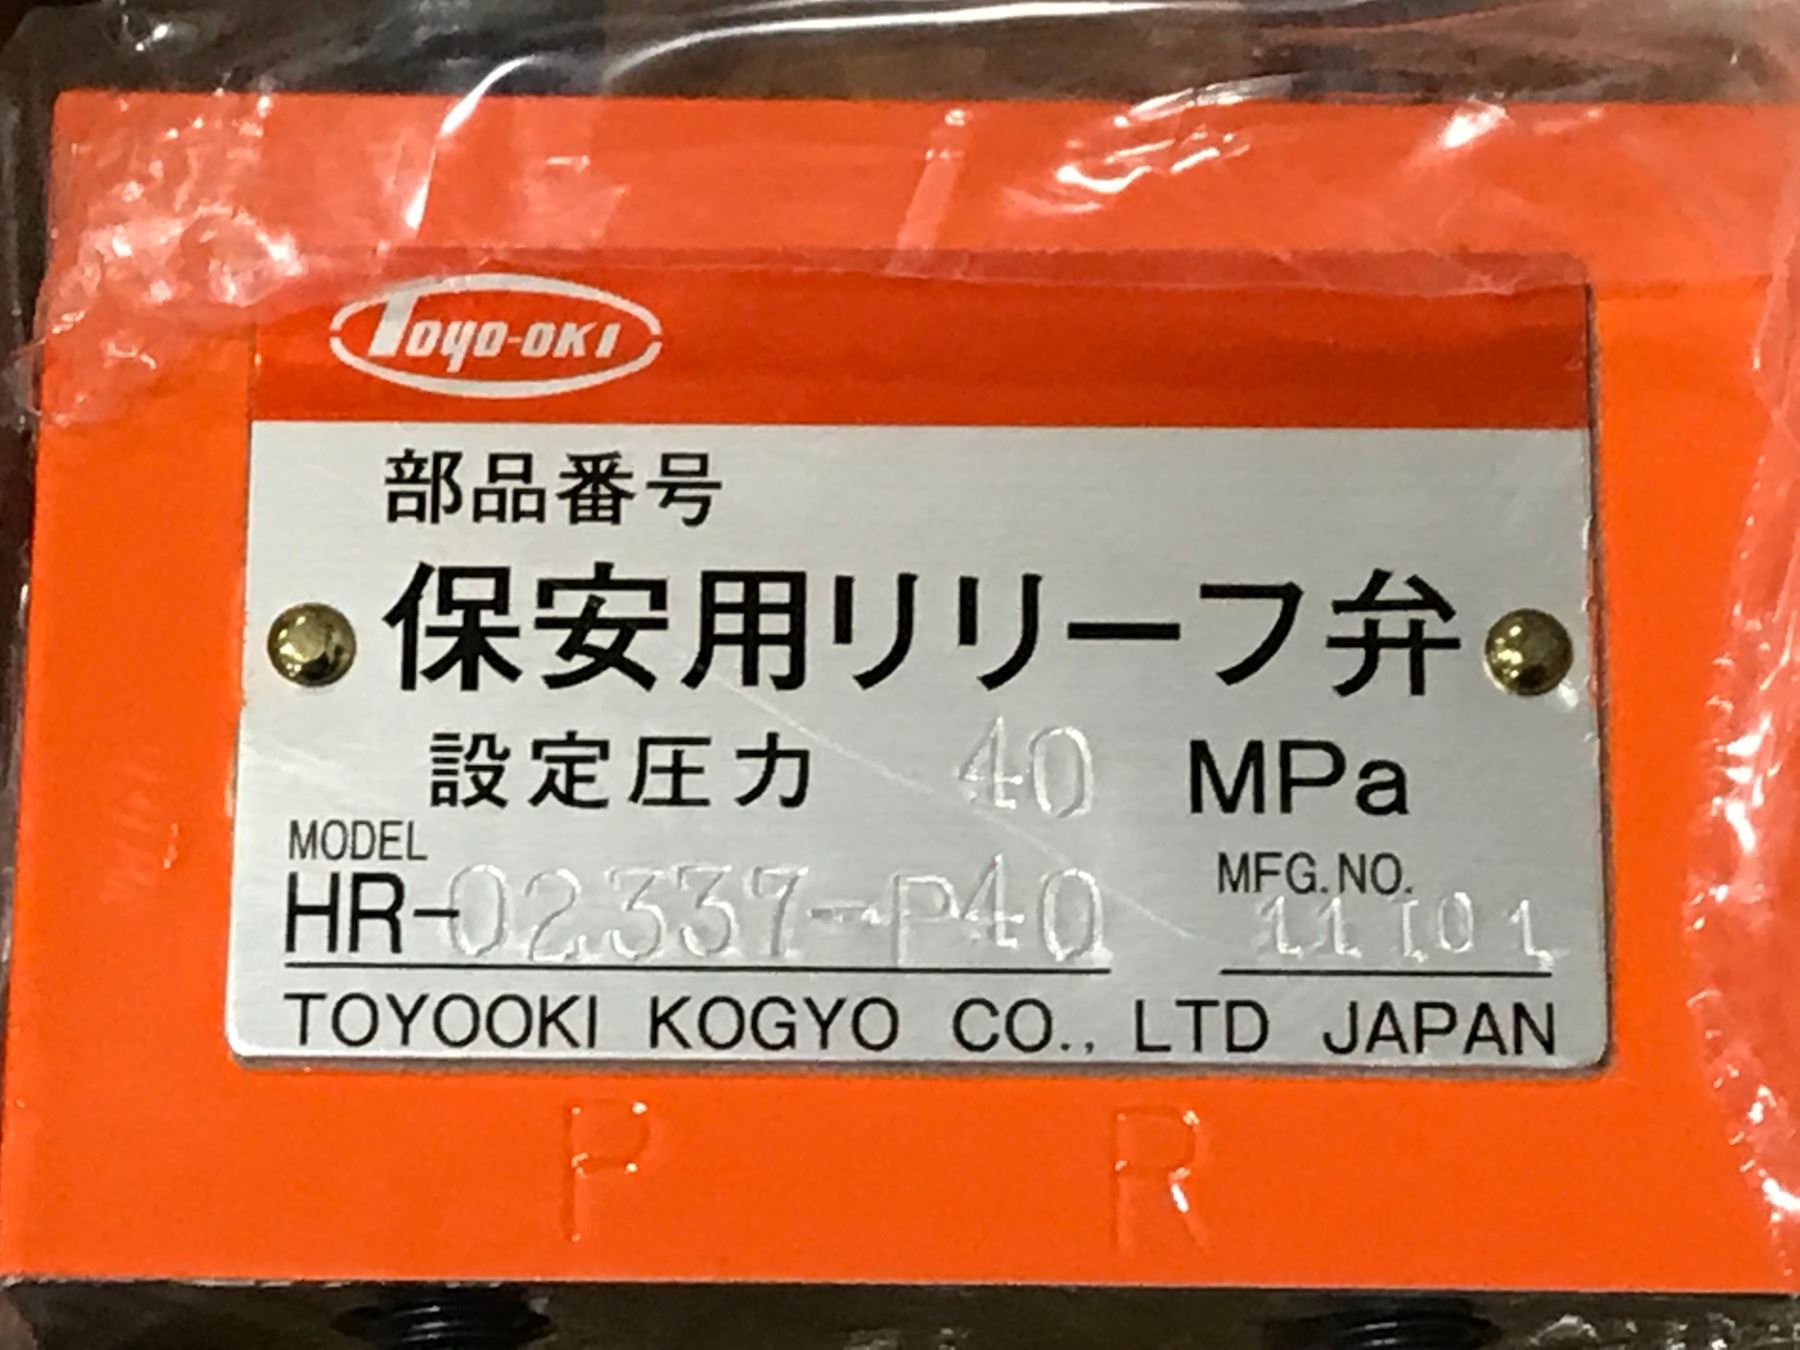 TOYO-OKI
部品番号
保安用リリーフ弁
設定圧力 40 MPa
MODEL
HR-02337-P40
MFG.NO.
11101
TOYOOKI KOGYO CO., LTD JAPAN
P R